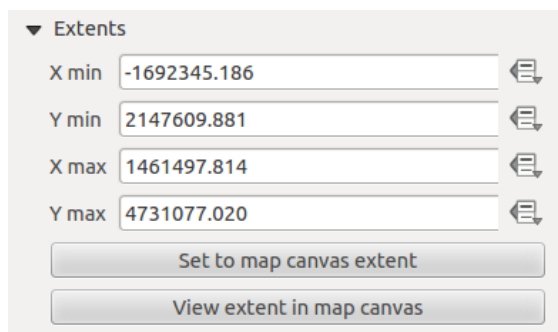 Extents
X min -1692345.186
Y min 2147609.881
X max 1461497.814
Y max 4731077.020
Set to map canvas extent
View extent in map canvas